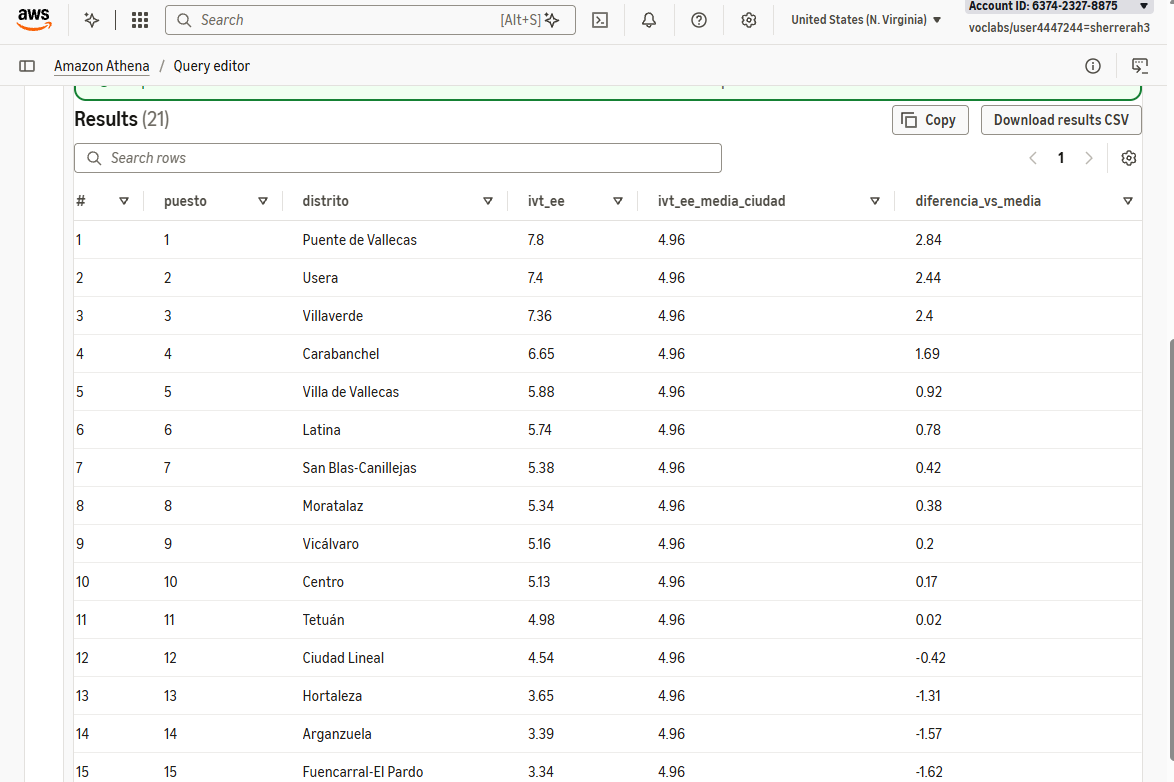 aws
Search [Alt+S] United States (N. Virginia) Account ID: 6374-2327-8875
voclabs/user4447244=sherrerah3
Amazon Athena / Query editor
Results (21) Copy Download results CSV
Search rows 1
# puesto distrito ivt_ee ivt_ee_media_ciudad diferencia_vs_media
1 1 Puente de Vallecas 7.8 4.96 2.84
2 2 Usera 7.4 4.96 2.44
3 3 Villaverde 7.36 4.96 2.4
4 4 Carabanchel 6.65 4.96 1.69
5 5 Villa de Vallecas 5.88 4.96 0.92
6 6 Latina 5.74 4.96 0.78
7 7 San Blas-Canillejas 5.38 4.96 0.42
8 8 Moratalaz 5.34 4.96 0.38
9 9 Vicálvaro 5.16 4.96 0.2
10 10 Centro 5.13 4.96 0.17
11 11 Tetuán 4.98 4.96 0.02
12 12 Ciudad Lineal 4.54 4.96 -0.42
13 13 Hortaleza 3.65 4.96 -1.31
14 14 Arganzuela 3.39 4.96 -1.57
15 15 Fuencarral-El Pardo 3.34 4.96 -1.62